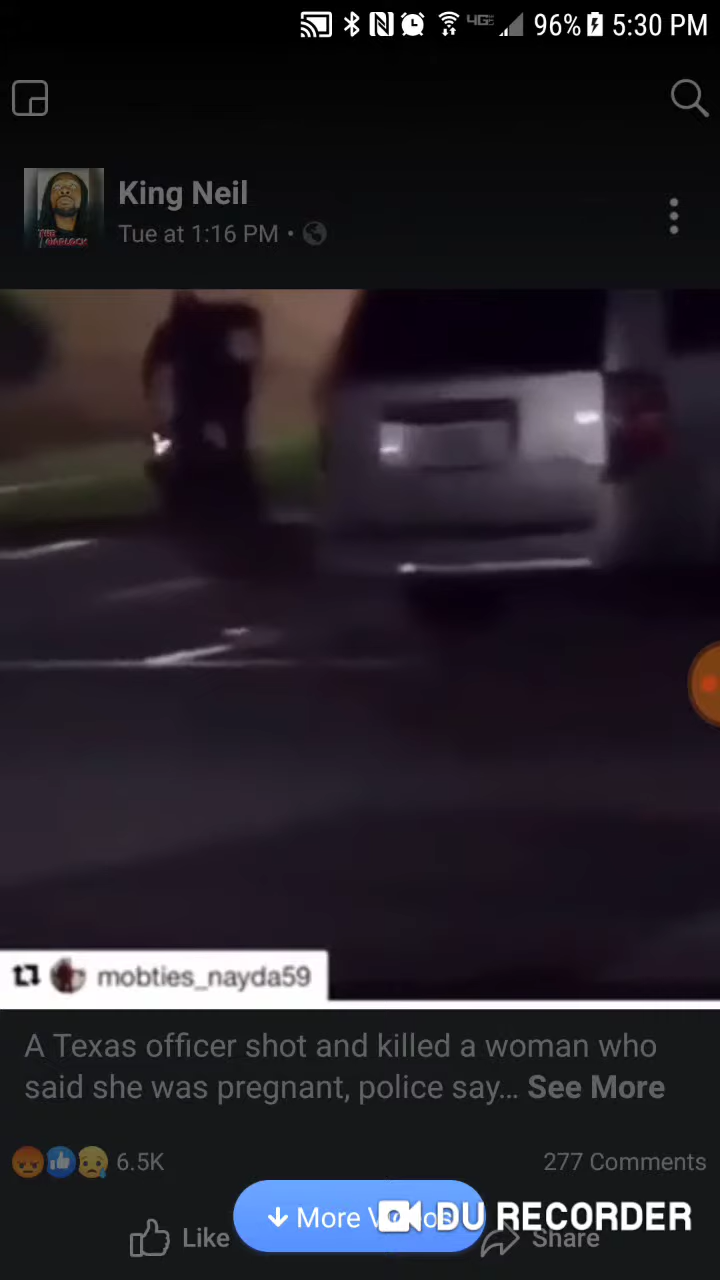 96% 5:30 PM
King Neil
Tue at 1:16 PM
mobties_nayda59
A Texas officer shot and killed a woman who
said she was pregnant, police say... See More
6.5K 277 Comments
More
DU RECORDER
Like Share